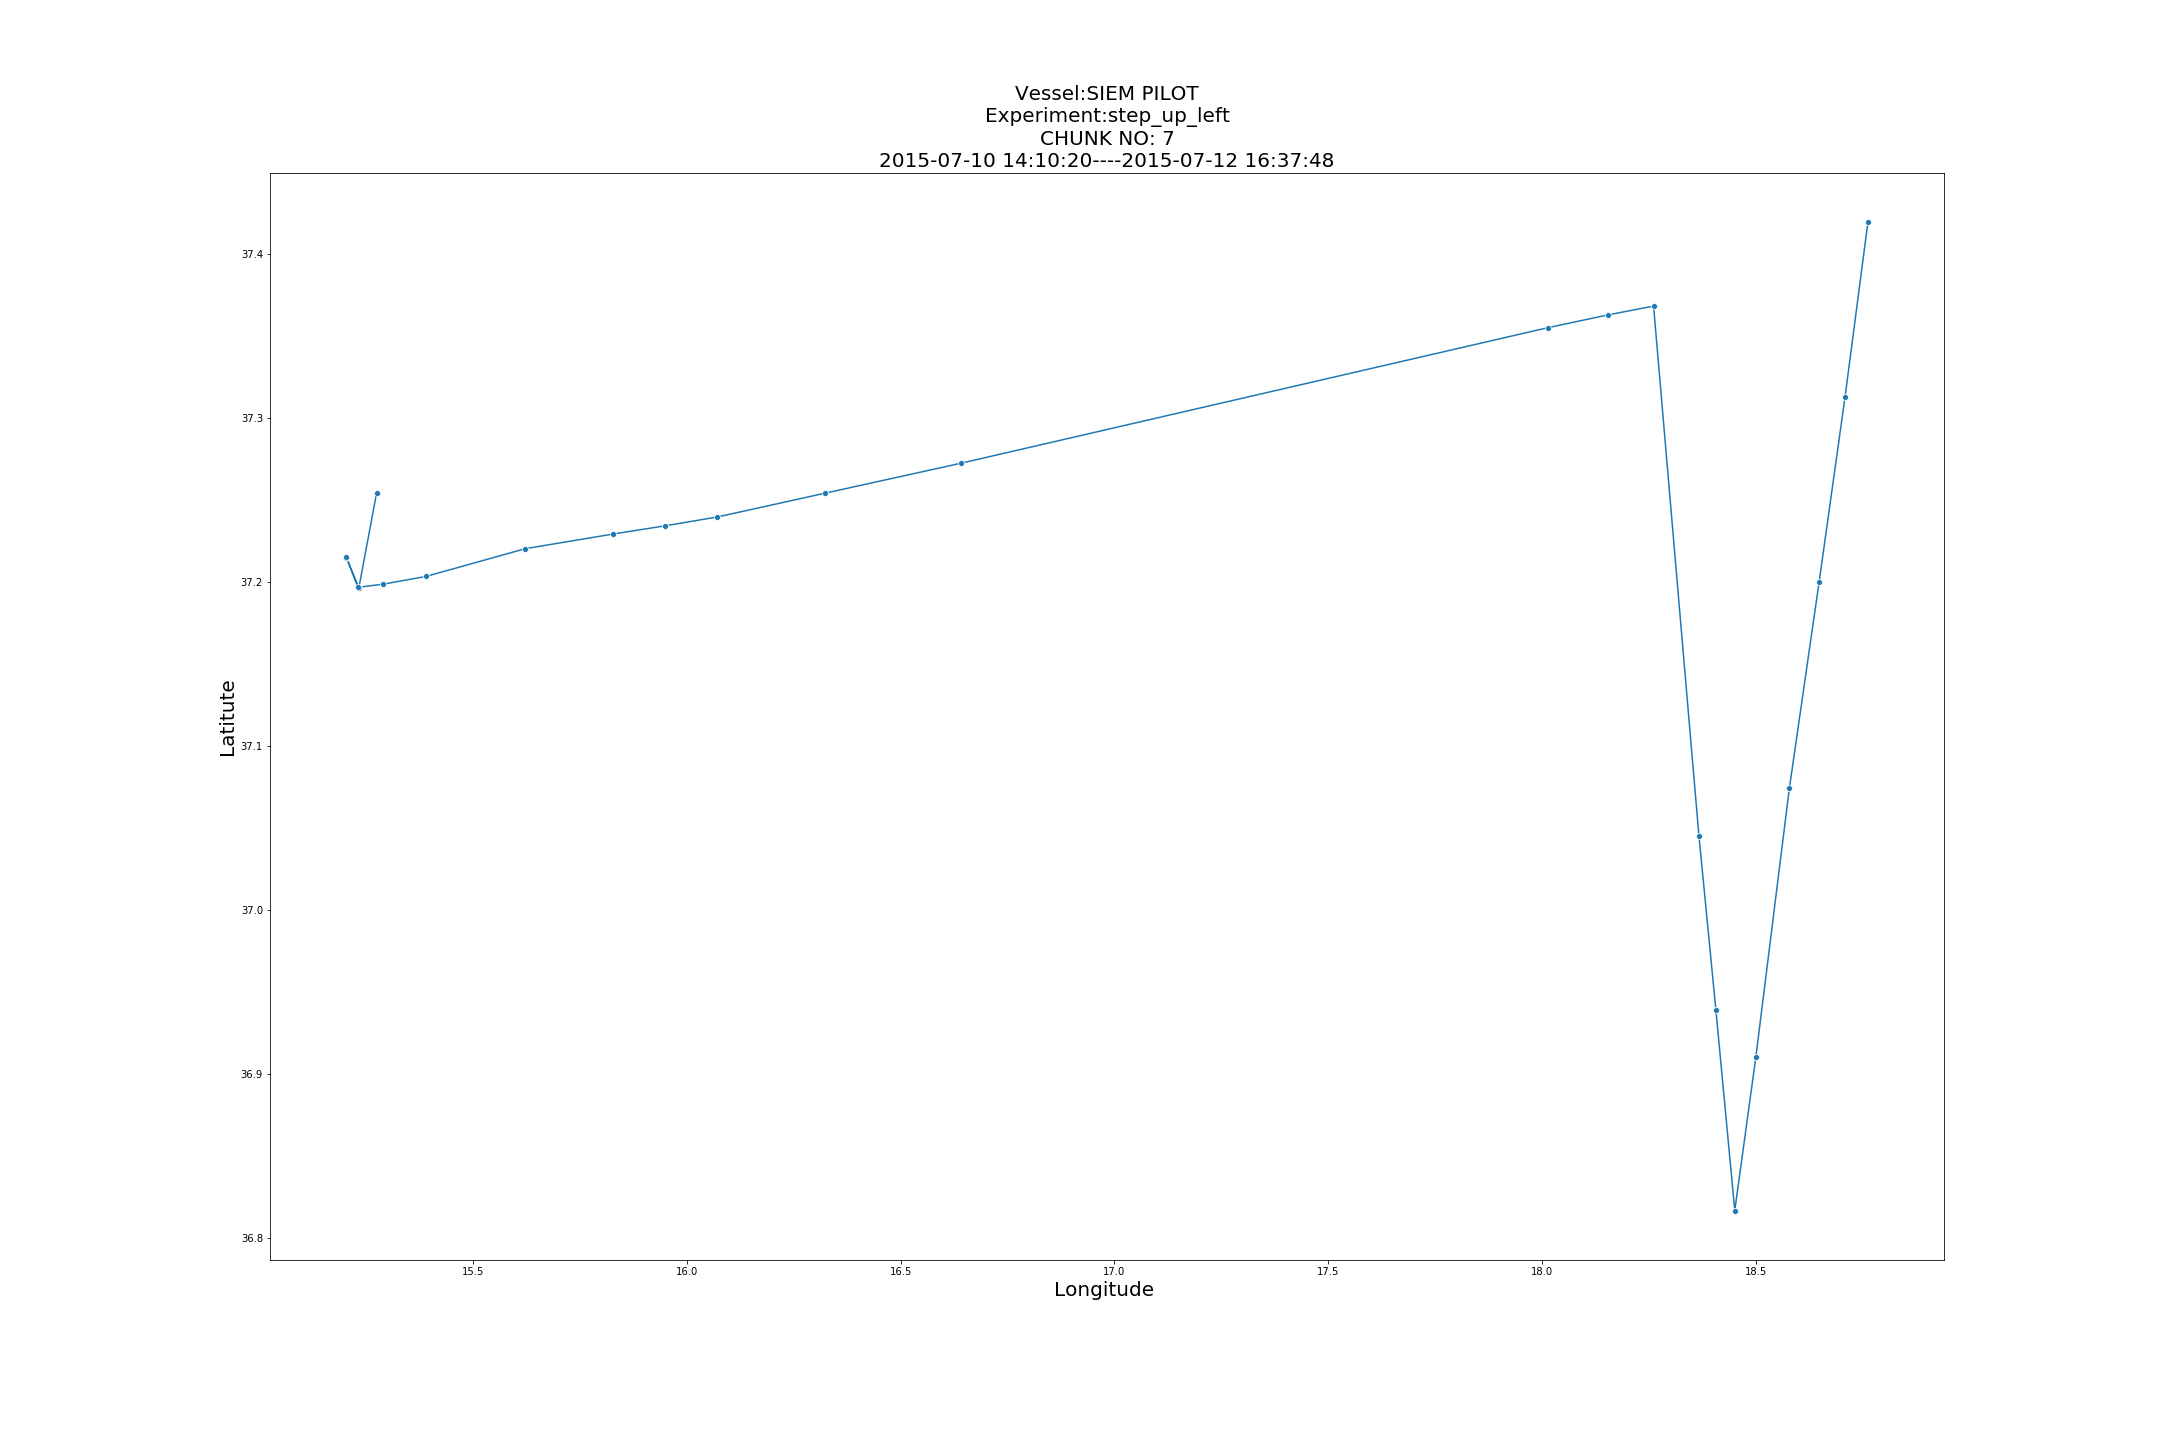 Vessel:SIEM PILOT
Experiment:step_up_left
CHUNK NO: 7
2015-07-10 14:10:20----2015-07-12 16:37:48
Latitute
37.4
37.3
37.2
37.1
37.0
36.9
36.8
15.5 16.0 16.5 17.0 17.5 18.0 18.5
Longitude